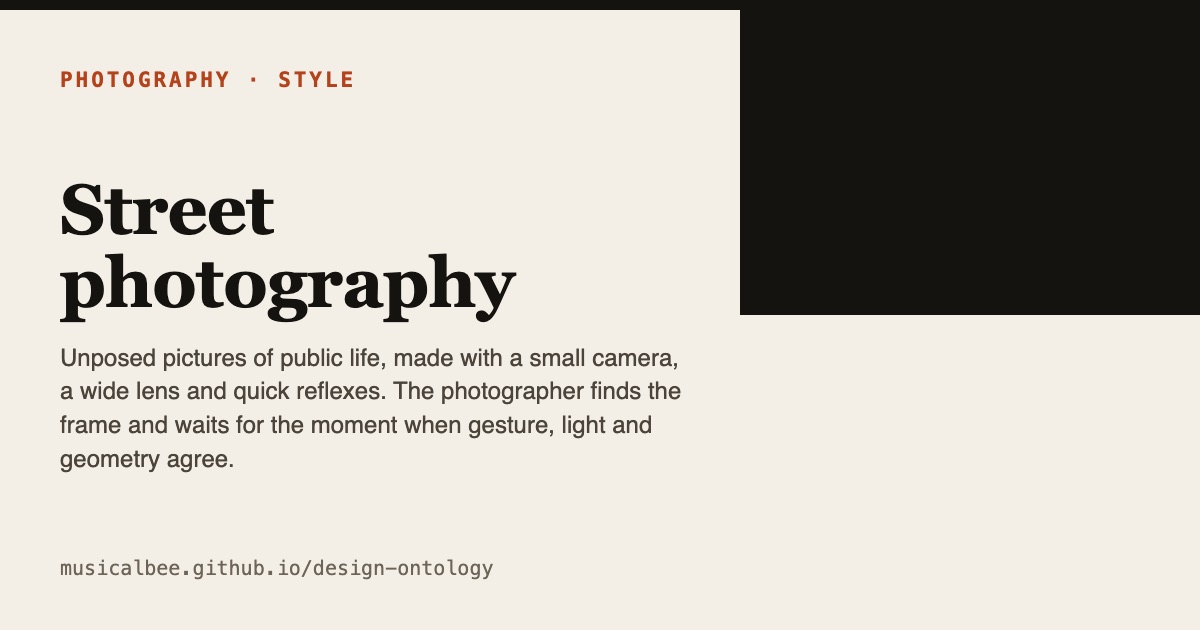 PHOTOGRAPHY · STYLE
Street
photography
Unposed pictures of public life, made with a small camera,
a wide lens and quick reflexes. The photographer finds the
frame and waits for the moment when gesture, light and
geometry agree.
musicalbee.github.io/design-ontology